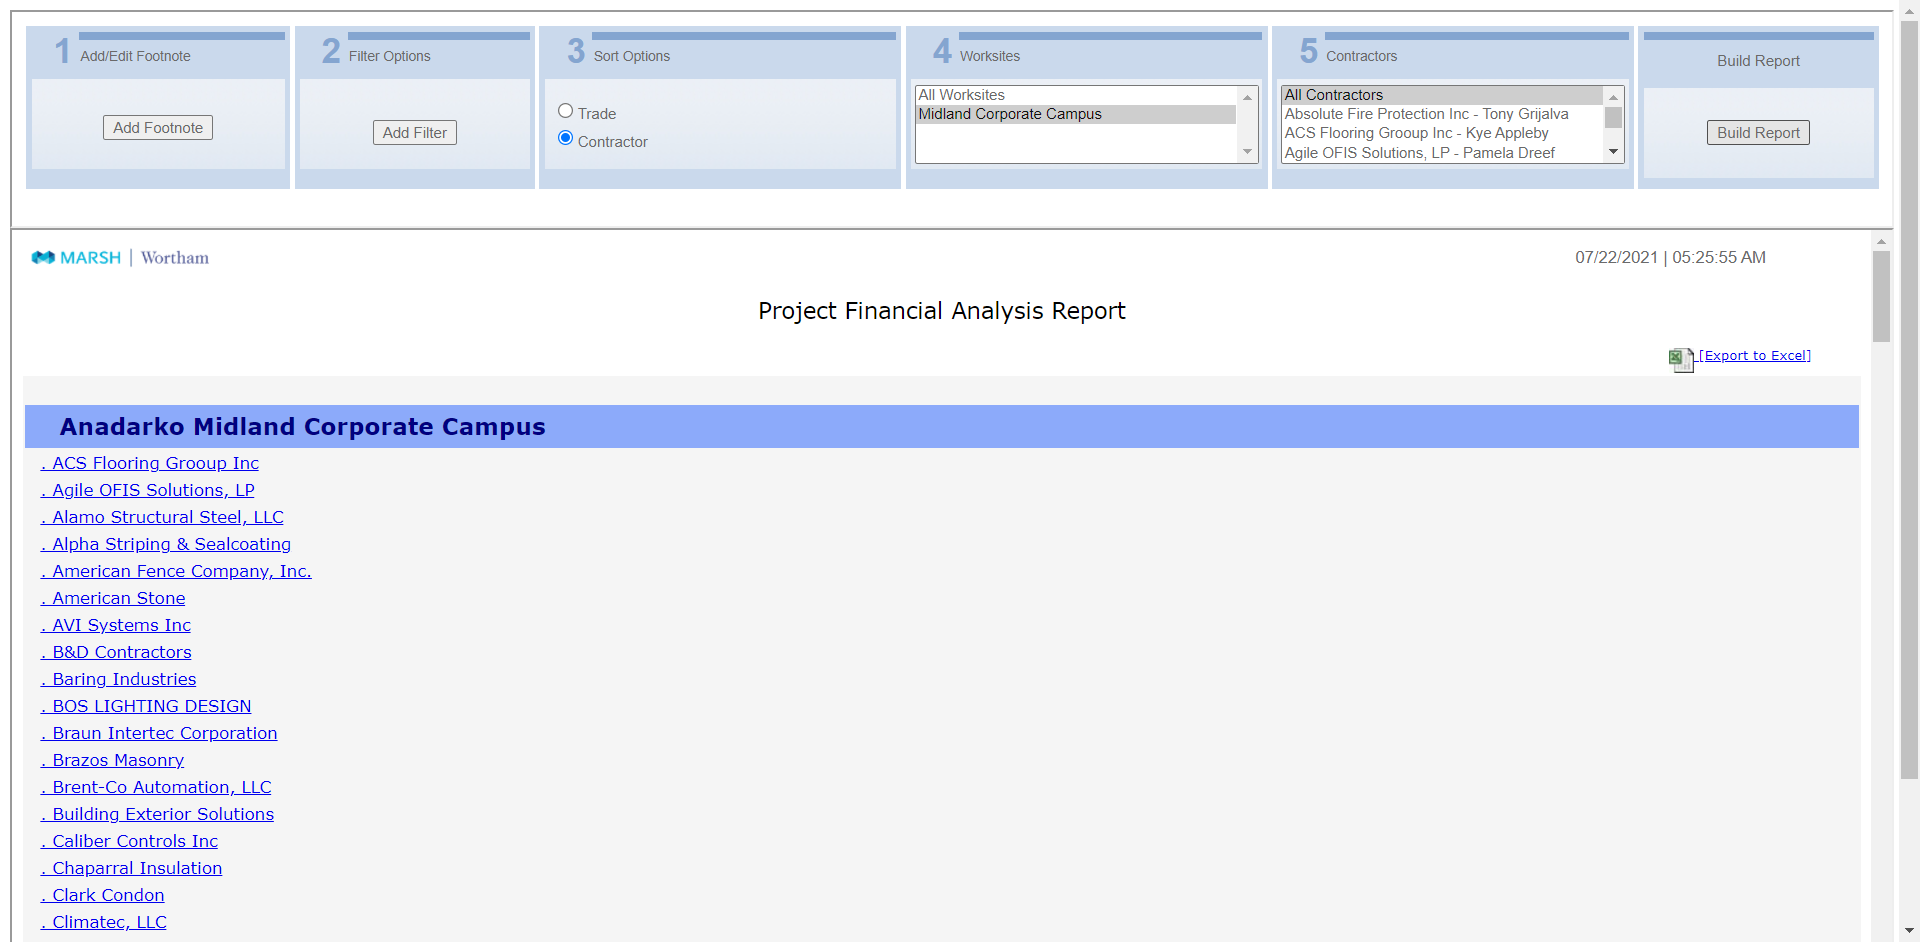 1 Add/Edit Footnote
Add Footnote
2 Filter Options
Add Filter
3 Sort Options
Trade
Contractor
4 Worksites
All Worksites
Midland Corporate Campus
5 Contractors
All Contractors
Absolute Fire Protection Inc - Tony Grijalva
ACS Flooring Grooup Inc - Kye Appleby
Agile OFIS Solutions, LP - Pamela Dreef
Build Report
Build Report
MARSH | Wortham
07/22/2021 | 05:25:55 AM
Project Financial Analysis Report
[Export to Excel]
Anadarko Midland Corporate Campus
. ACS Flooring Grooup Inc
. Agile OFIS Solutions, LP
. Alamo Structural Steel, LLC
. Alpha Striping & Sealcoating
. American Fence Company, Inc.
. American Stone
. AVI Systems Inc
. B&D Contractors
. Baring Industries
. BOS LIGHTING DESIGN
. Braun Intertec Corporation
. Brazos Masonry
. Brent-Co Automation, LLC
. Building Exterior Solutions
. Caliber Controls Inc
. Chaparral Insulation
. Clark Condon
. Climatec, LLC